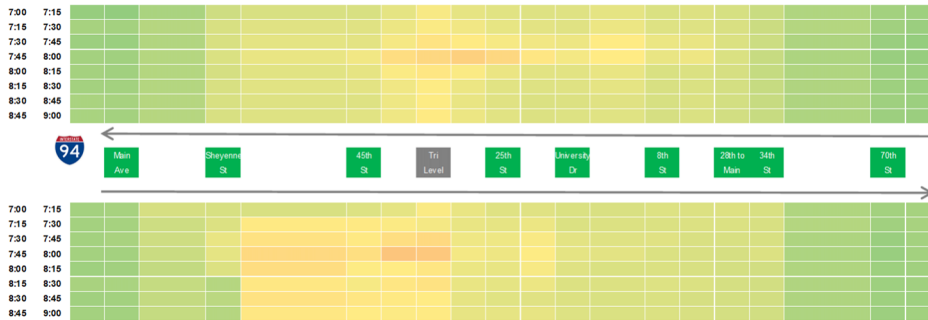 7:00 7:15
7:15 7:30
7:30 7:45
7:45 8:00
8:00 8:15
8:15 8:30
8:30 8:45
8:45 9:00
INTERSTATE
94
Main Ave
Sheyenne St
45th St
Tri Level
25th St
University Dr
8th St
28th to Main
34th St
70th St
7:00 7:15
7:15 7:30
7:30 7:45
7:45 8:00
8:00 8:15
8:15 8:30
8:30 8:45
8:45 9:00